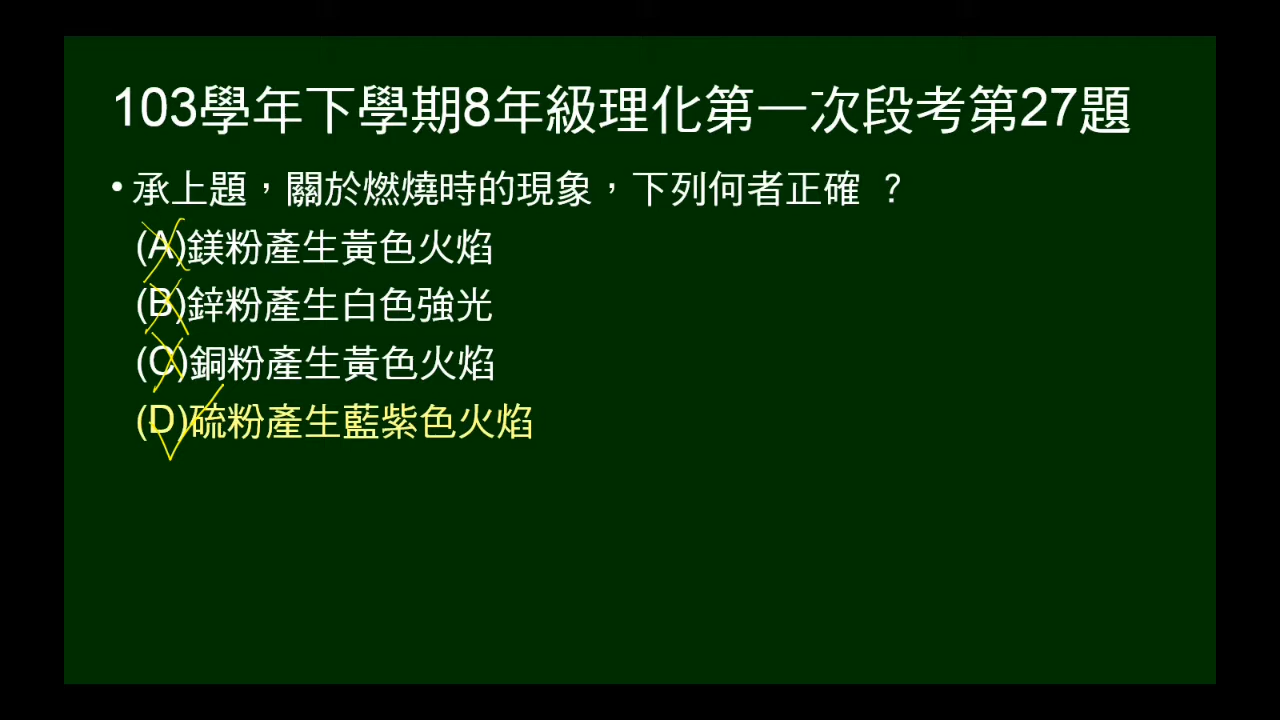 103學年下學期8年級理化第一次段考第27題
•承上題，關於燃燒時的現象，下列何者正確 ？
(A)鎂粉產生黃色火焰
(B)鋅粉產生白色強光
(C)銅粉產生黃色火焰
(D)硫粉產生藍紫色火焰